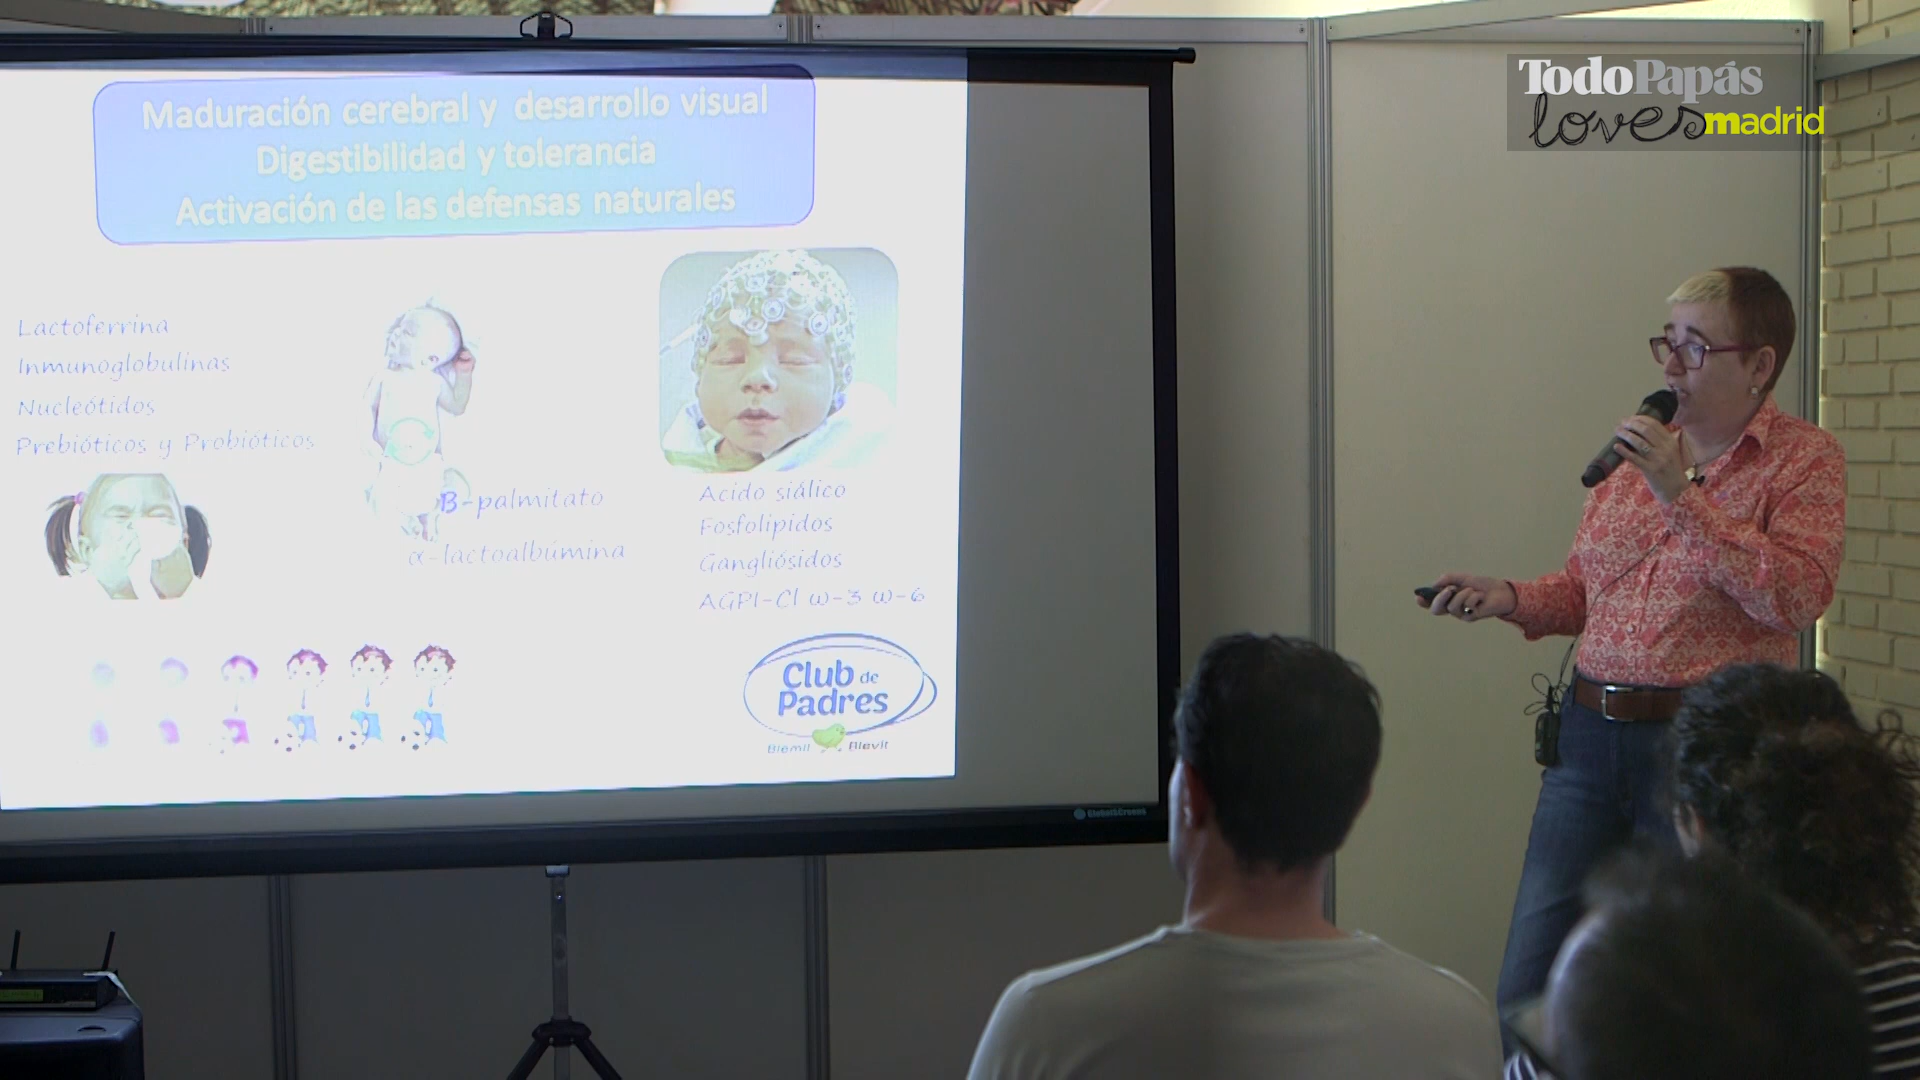 TodoPapás
loves madrid
Maduración cerebral y desarrollo visual
Digestibilidad y tolerancia
Activación de las defensas naturales
Lactoferrina
Inmunoglobulinas
Nucleótidos
Prebióticos y Probióticos
β-palmitato
α-lactoalbúmina
Acido siálico
Fosfolípidos
Gangliósidos
AGPI-Cl ω-3 ω-6
Club de
Padres
Blemil Blevit